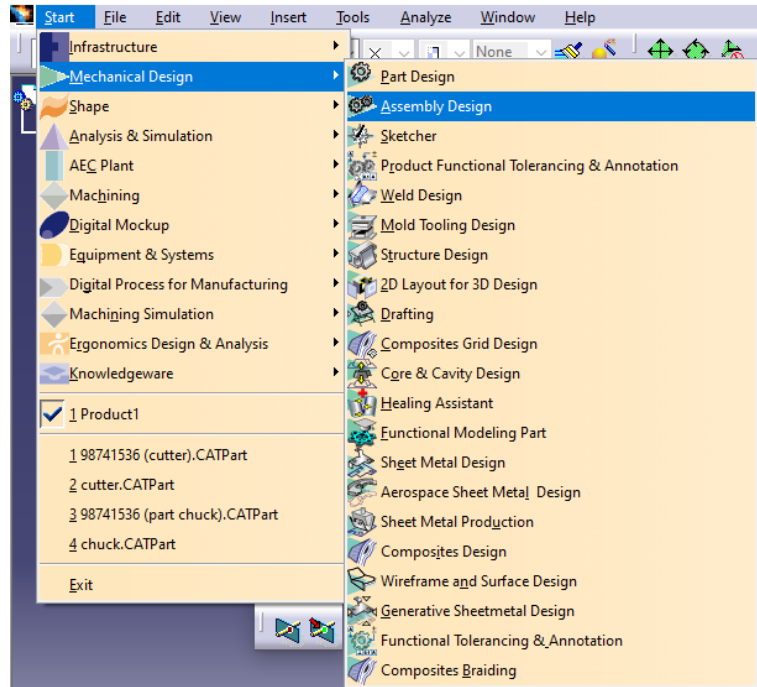 Start File Edit View Insert Tools Analyze Window Help
None
Infrastructure
Mechanical Design
Shape
Analysis & Simulation
AEC Plant
Machining
Digital Mockup
Equipment & Systems
Digital Process for Manufacturing
Machining Simulation
Ergonomics Design & Analysis
Knowledgeware
1 Product1
1 98741536 (cutter).CATPart
2 cutter.CATPart
3 98741536 (part chuck).CATPart
4 chuck.CATPart
Exit
Part Design
Assembly Design
Sketcher
Product Functional Tolerancing & Annotation
Weld Design
Mold Tooling Design
Structure Design
2D Layout for 3D Design
Drafting
Composites Grid Design
Core & Cavity Design
Healing Assistant
Functional Modeling Part
Sheet Metal Design
Aerospace Sheet Metal Design
Sheet Metal Production
Composites Design
Wireframe and Surface Design
Generative Sheetmetal Design
Functional Tolerancing & Annotation
Composites Braiding